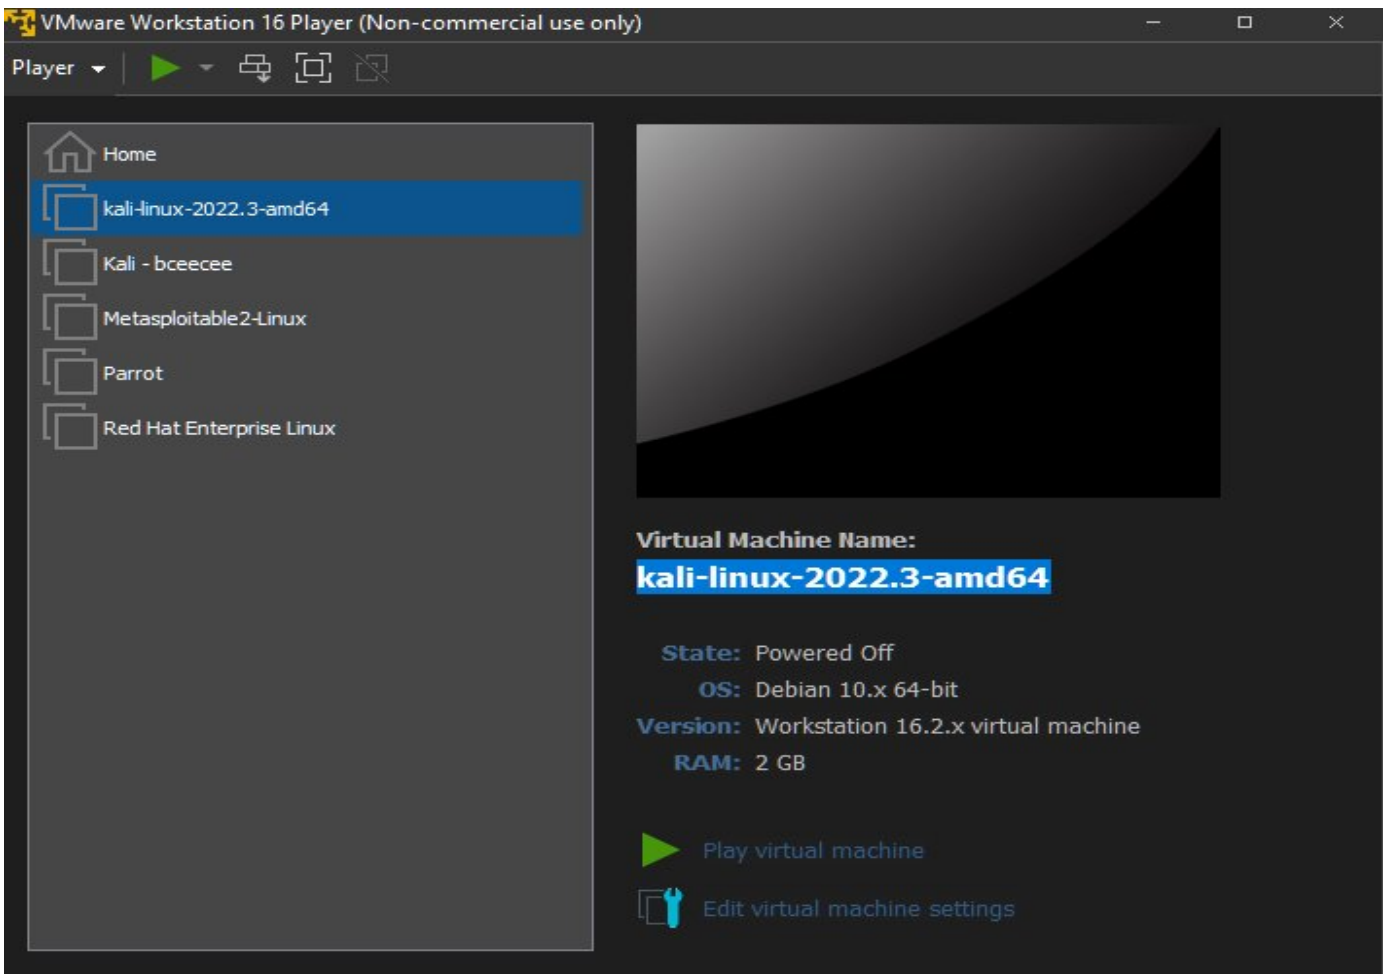 VMware Workstation 16 Player (Non-commercial use only)
Player
Home
kali-linux-2022.3-amd64
Kali - bceecee
Metasploitable2-Linux
Parrot
Red Hat Enterprise Linux
Virtual Machine Name:
kali-linux-2022.3-amd64
State: Powered Off
OS: Debian 10.x 64-bit
Version: Workstation 16.2.x virtual machine
RAM: 2 GB
Play virtual machine
Edit virtual machine settings